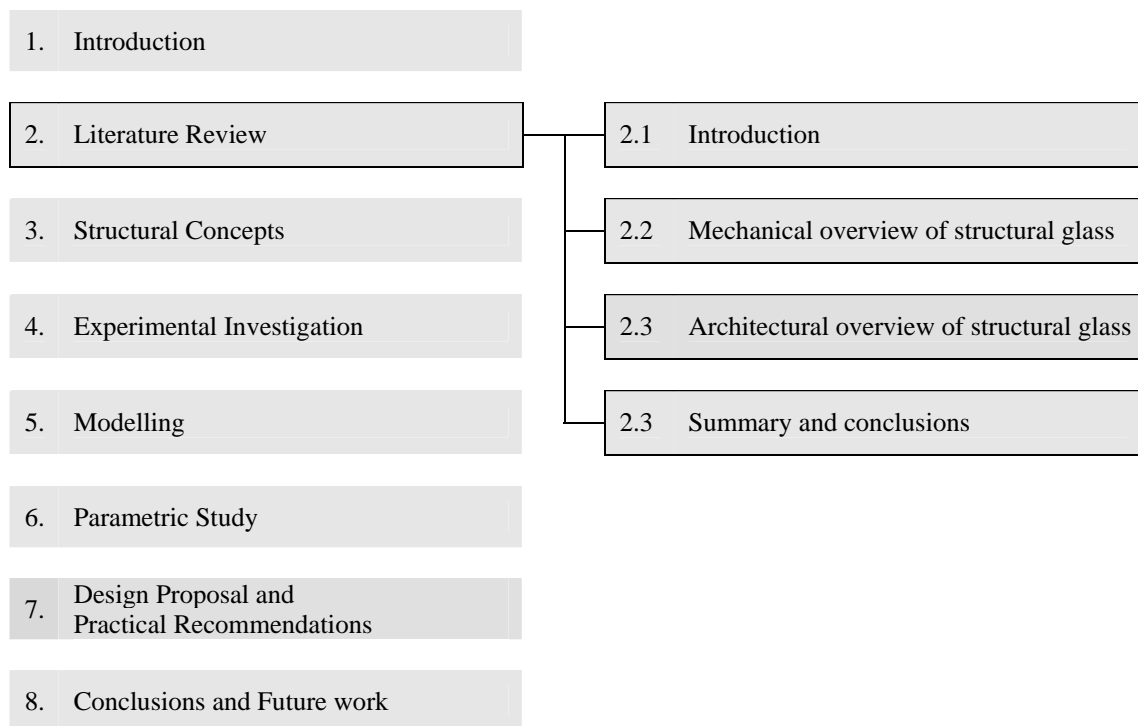 1. Introduction
2. Literature Review
3. Structural Concepts
4. Experimental Investigation
5. Modelling
6. Parametric Study
7. Design Proposal and
Practical Recommendations
8. Conclusions and Future work
2.1 Introduction
2.2 Mechanical overview of structural glass
2.3 Architectural overview of structural glass
2.3 Summary and conclusions